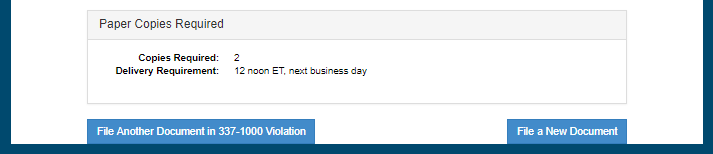 Paper Copies Required
Copies Required: 2
Delivery Requirement: 12 noon ET, next business day
File Another Document in 337-1000 Violation File a New Document